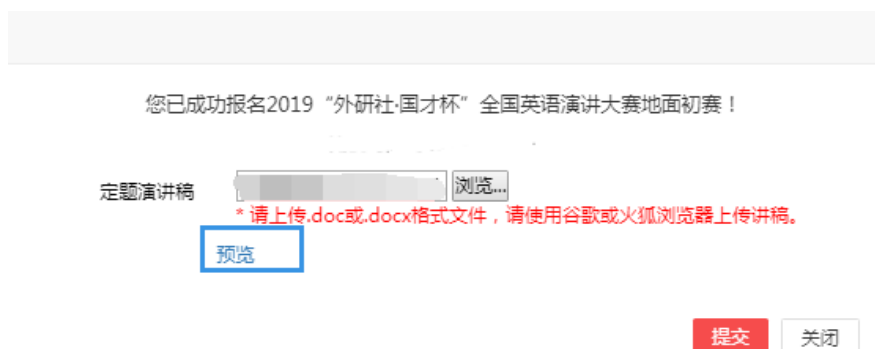 您已成功报名2019“外研社·国才杯”全国英语演讲大赛地面初赛！
定题演讲稿 浏览...
* 请上传.doc或.docx格式文件，请使用谷歌或火狐浏览器上传讲稿。
预览
提交 关闭